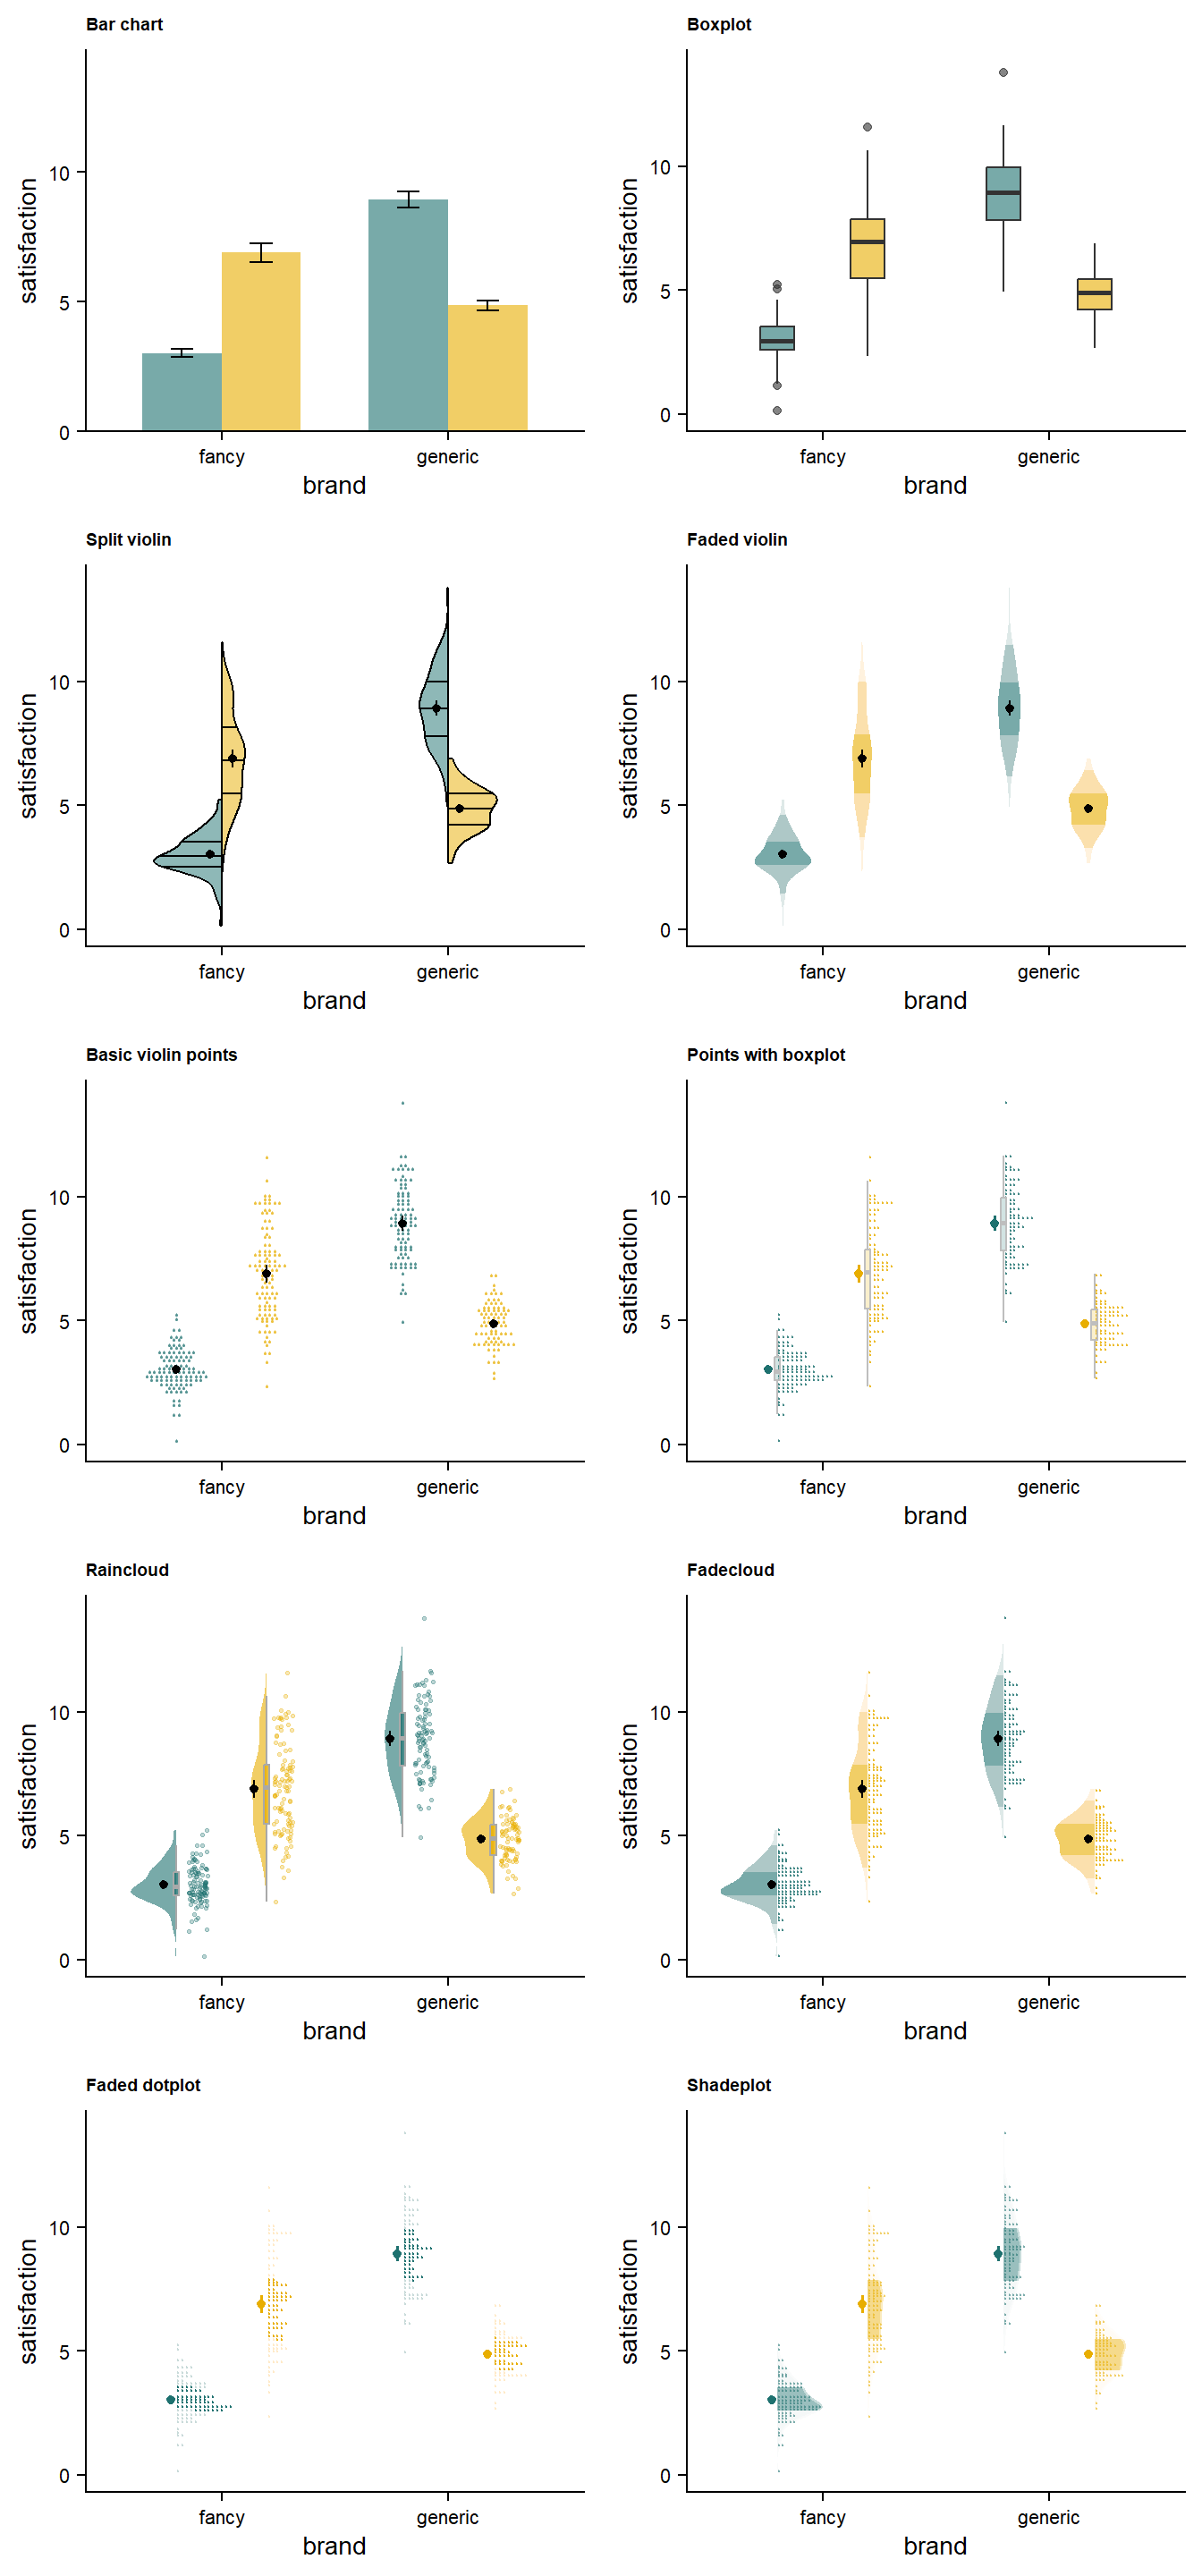 Bar chart
satisfaction
10
5
0
fancy
generic
brand
Boxplot
satisfaction
10
5
0
fancy
generic
brand
Split violin
satisfaction
10
5
0
fancy
generic
brand
Faded violin
satisfaction
10
5
0
fancy
generic
brand
Basic violin points
satisfaction
10
5
0
fancy
generic
brand
Points with boxplot
satisfaction
10
5
0
fancy
generic
brand
Raincloud
satisfaction
10
5
0
fancy
generic
brand
Fadecloud
satisfaction
10
5
0
fancy
generic
brand
Faded dotplot
satisfaction
10
5
0
fancy
generic
brand
Shadeplot
satisfaction
10
5
0
fancy
generic
brand